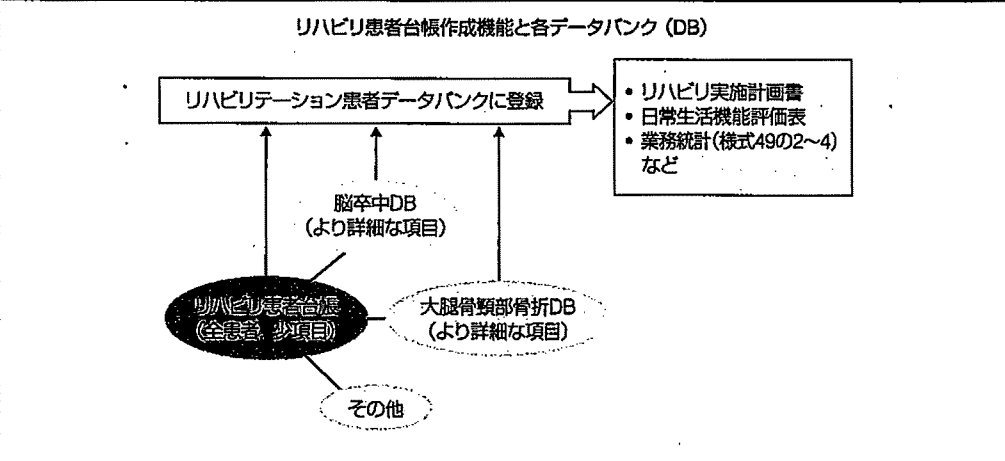 リハビリ患者台帳作成機能と各データバンク（DB）
リハビリテーション患者データバンクに登録
• リハビリ実施計画書
• 日常生活機能評価表
• 業務統計（様式49の2〜4）
など
脳卒中DB
（より詳細な項目）
リハビリ患者台帳
（全患者、少項目）
大腿骨頸部骨折DB
（より詳細な項目）
その他